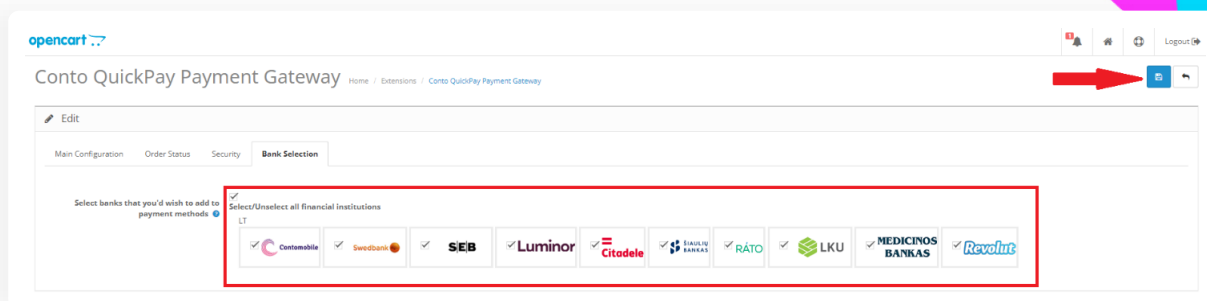 opencart
1
Logout
Conto QuickPay Payment Gateway Home / Extensions / Conto QuickPay Payment Gateway
Edit
Main Configuration Order Status Security Bank Selection
Select banks that you'd wish to add to
payment methods
Select/Unselect all financial institutions
LT
Contomobile
Swedbank
SEB
Luminor
Citadele
ŠIAULIŲ
BANKAS
RATO
LKU
MEDICINOS
BANKAS
Revolut